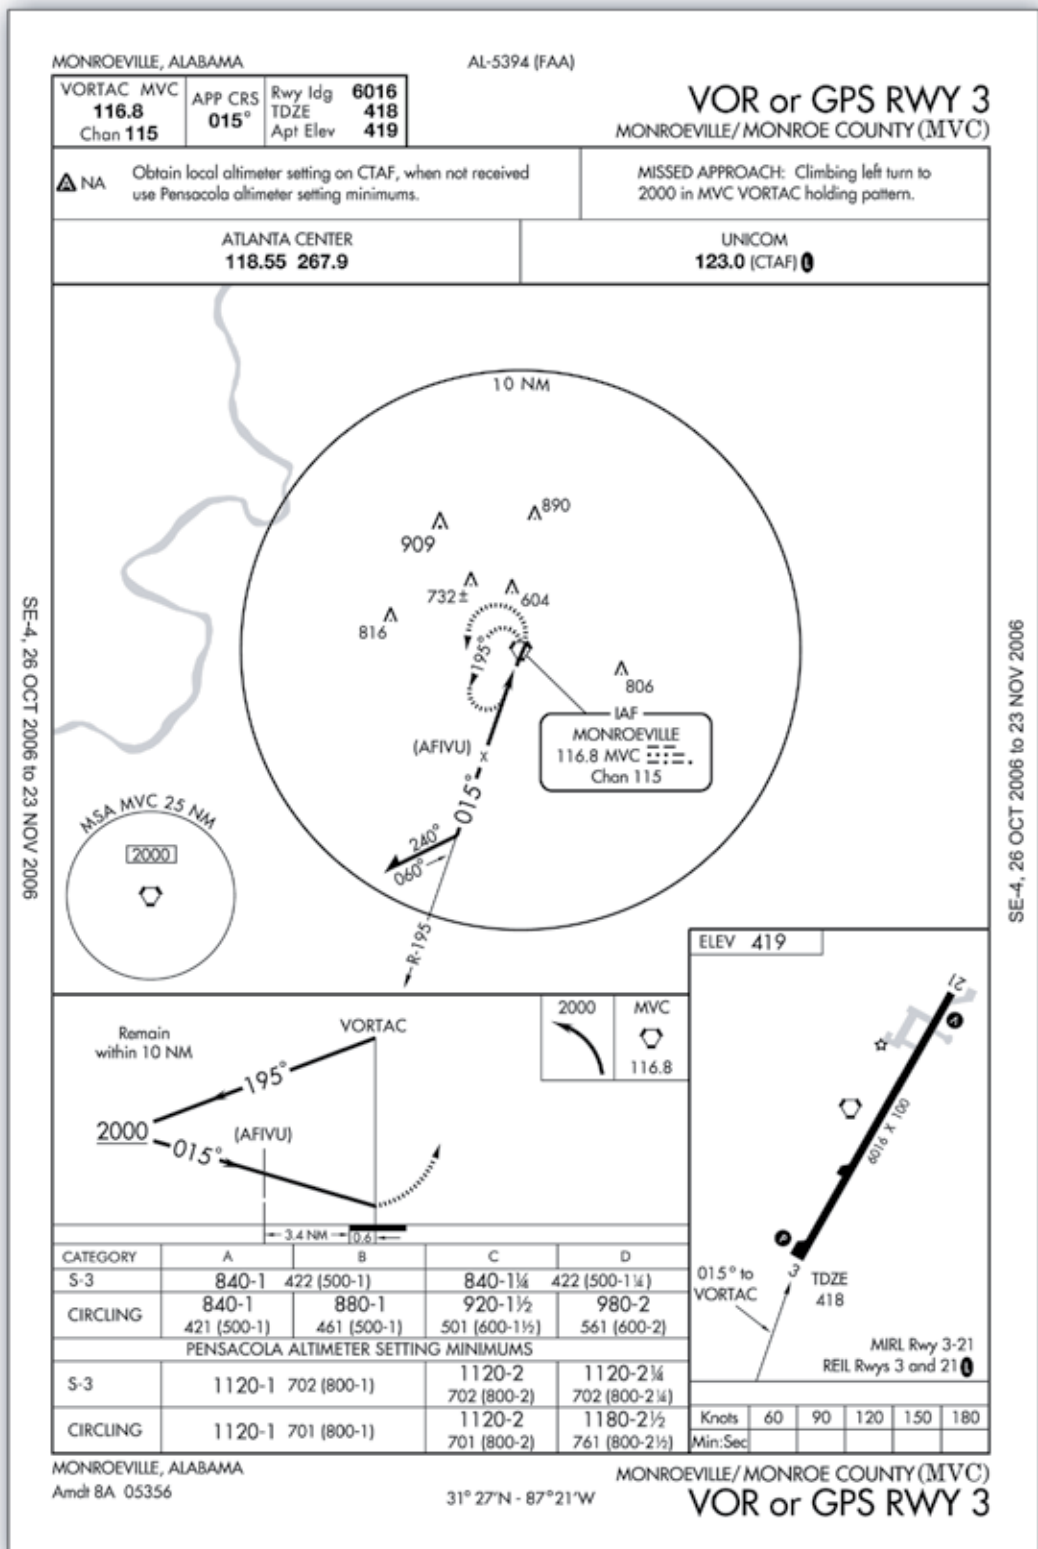 MONROEVILLE, ALABAMA
AL-5394 (FAA)
VORTAC MVC
116.8
Chan 115
APP CRS
015°
Rwy ldg 6016
TDZE 418
Apt Elev 419
VOR or GPS RWY 3
MONROEVILLE/MONROE COUNTY (MVC)
A NA
Obtain local altimeter setting on CTAF, when not received
use Pensacola altimeter setting minimums.
MISSED APPROACH: Climbing left turn to
2000 in MVC VORTAC holding pattern.
ATLANTA CENTER
118.55 267.9
UNICOM
123.0 (CTAF) L
10 NM
890
909
732±
604
816
195°
806
IAF
MONROEVILLE
116.8 MVC
Chan 115
(AFIVU)
X
015°
240°
060°
R-195
MSA MVC 25 NM
2000
SE-4, 26 OCT 2006 to 23 NOV 2006
SE-4, 26 OCT 2006 to 23 NOV 2006
Remain
within 10 NM
VORTAC
195°
2000
015°
(AFIVU)
3.4 NM
0.6
2000
MVC
116.8
ELEV 419
21
V
6016 X 100
P
3
015° to
VORTAC
TDZE
418
MIRL Rwy 3-21
REIL Rwys 3 and 21 L
CATEGORY A B C D
S-3 840-1 422 (500-1) 840-1¼ 422 (500-1¼)
CIRCLING 840-1 880-1 920-1½ 980-2
421 (500-1) 461 (500-1) 501 (600-1½) 561 (600-2)
PENSACOLA ALTIMETER SETTING MINIMUMS
S-3 1120-1 702 (800-1) 1120-2 1120-2¼
702 (800-2) 702 (800-2¼)
CIRCLING 1120-1 701 (800-1) 1120-2 1180-2½
701 (800-2) 761 (800-2½)
Knots 60 90 120 150 180
Min:Sec
MONROEVILLE, ALABAMA
Amdt 8A 05356
31°27'N - 87°21'W
MONROEVILLE/MONROE COUNTY (MVC)
VOR or GPS RWY 3